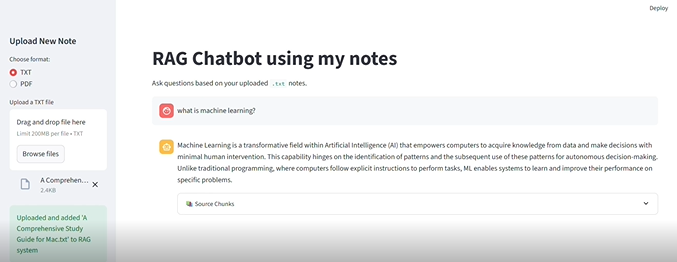 Deploy
Upload New Note
Choose format:
TXT
PDF
Upload a TXT file
Drag and drop file here
Limit 200MB per file • TXT
Browse files
A Comprehen...
2.4KB
Uploaded and added 'A
Comprehensive Study
Guide for Mac.txt' to RAG
system
RAG Chatbot using my notes
Ask questions based on your uploaded .txt notes.
what is machine learning?
Machine Learning is a transformative field within Artificial Intelligence (AI) that empowers computers to acquire knowledge from data and make decisions with
minimal human intervention. This capability hinges on the identification of patterns and the subsequent use of these patterns for autonomous decision-making.
Unlike traditional programming, where computers follow explicit instructions to perform tasks, ML enables systems to learn and improve their performance on
specific problems.
Source Chunks